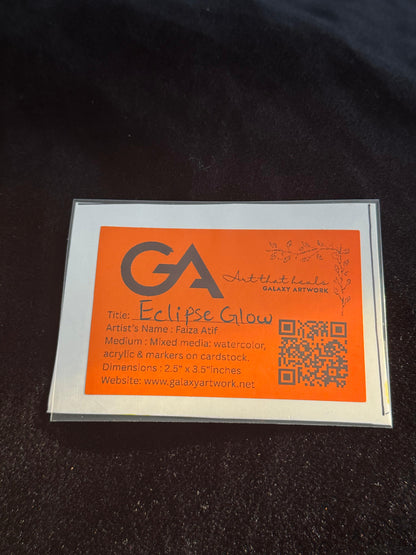 GA
Art that heals
GALAXY ARTWORK
Title: Eclipse Glow
Artist's Name : Faiza Atif
Medium : Mixed media: watercolor,
acrylic & markers on cardstock.
Dimensions : 2.5" x 3.5"inches
Website: www.galaxyartwork.net